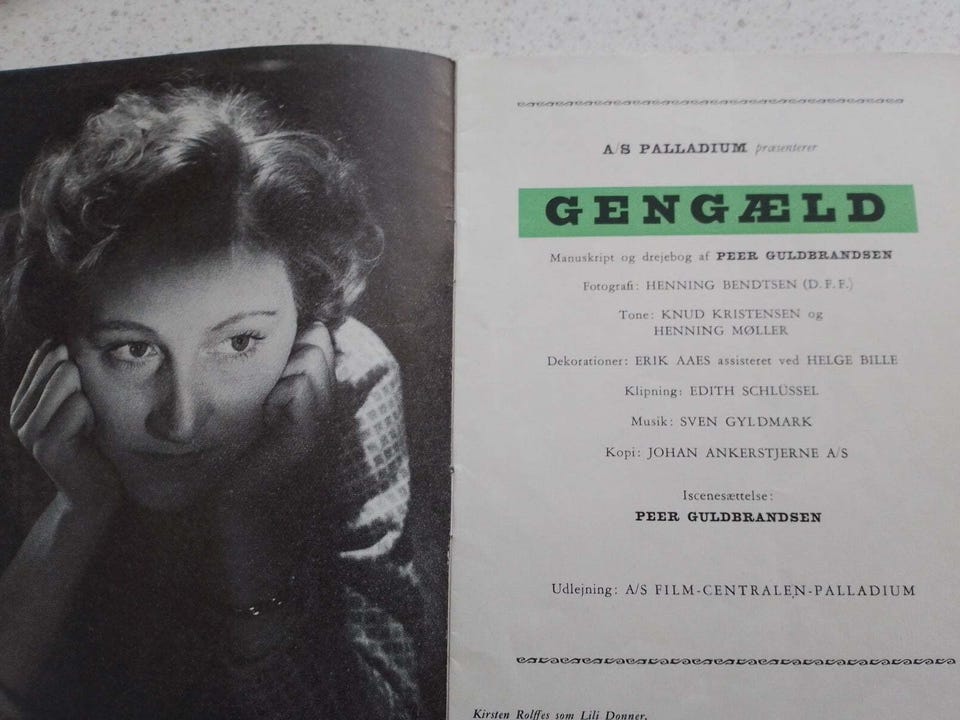 A/S PALLADIUM præsenterer
GENGÆLD
Manuskript og drejebog af PEER GULDBRANDSEN
Fotografi: HENNING BENDTSEN (D.F.F.)
Tone: KNUD KRISTENSEN og
HENNING MØLLER
Dekorationer: ERIK AAES assisteret ved HELGE BILLE
Klipning: EDITH SCHLÜSSEL
Musik: SVEN GYLDMARK
Kopi: JOHAN ANKERSTJERNE A/S
Iscenesættelse:
PEER GULDBRANDSEN
Udlejning: A/S FILM-CENTRALEN-PALLADIUM
Kirsten Rolffes som Lili Donner.